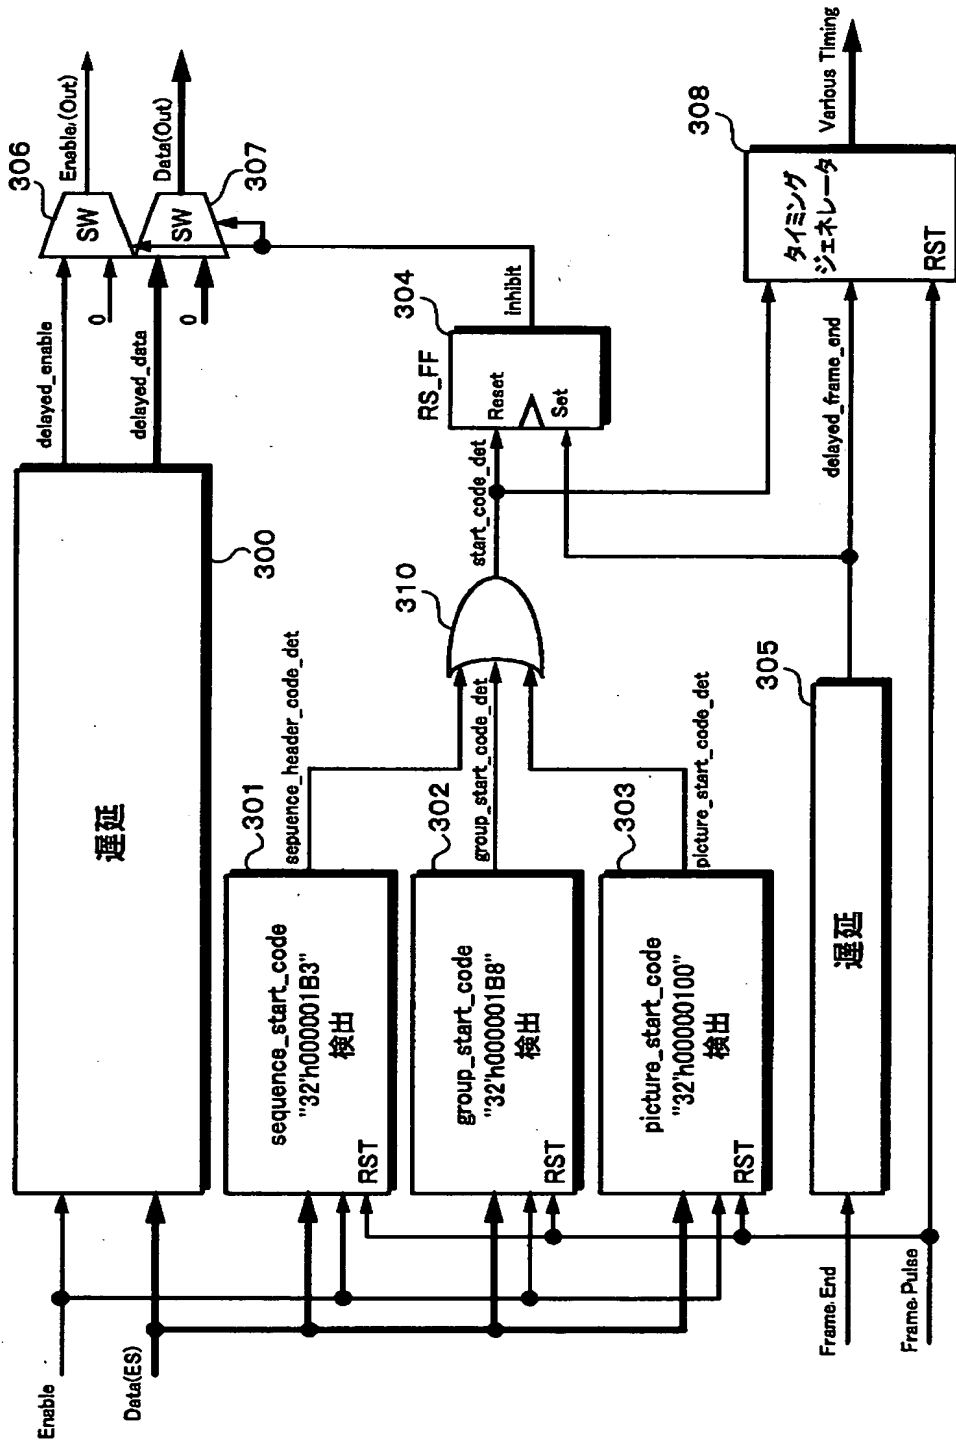 Enable
Data(ES)
遅延
300
delayed_enable
delayed_data
0
0
SW
306
SW
307
Enable(Out)
Data(Out)
sequence_start_code
"32'h000001B3"
検出
RST
301
sepuence_header_code_det
group_start_code
"32'h000001B8"
検出
RST
302
group_start_code_det
picture_start_code
"32'h00000100"
検出
RST
303
picture_start_code_det
310
start_code_det
RS_FF
304
Reset
Set
inhibit
Frame End
遅延
305
delayed_frame_end
Frame Pulse
タイミング
ジェネレータ
RST
308
Various Timing